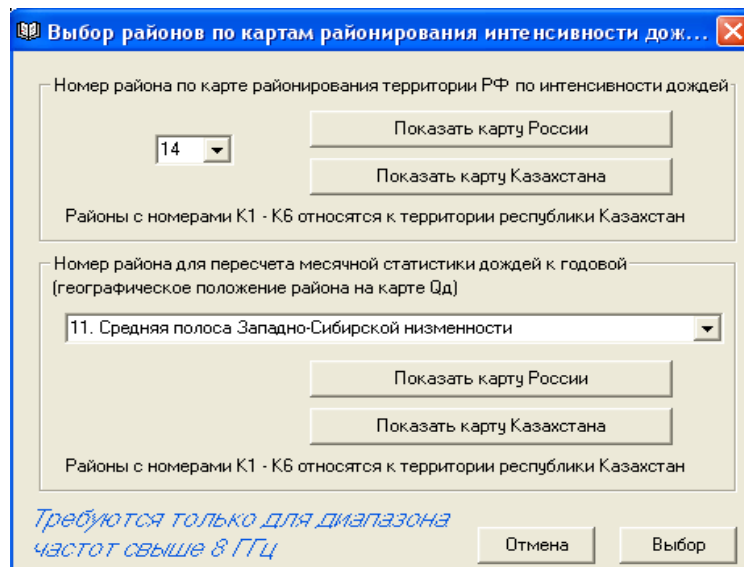 Выбор районов по картам районирования интенсивности дож...
Номер района по карте районирования территории РФ по интенсивности дождей
14
Показать карту России
Показать карту Казахстана
Районы с номерами К1 - К6 относятся к территории республики Казахстан
Номер района для пересчета месячной статистики дождей к годовой
(географическое положение района на карте Qд)
11. Средняя полоса Западно-Сибирской низменности
Показать карту России
Показать карту Казахстана
Районы с номерами К1 - К6 относятся к территории республики Казахстан
Требуются только для диапазона
частот свыше 8 ГГц
Отмена
Выбор